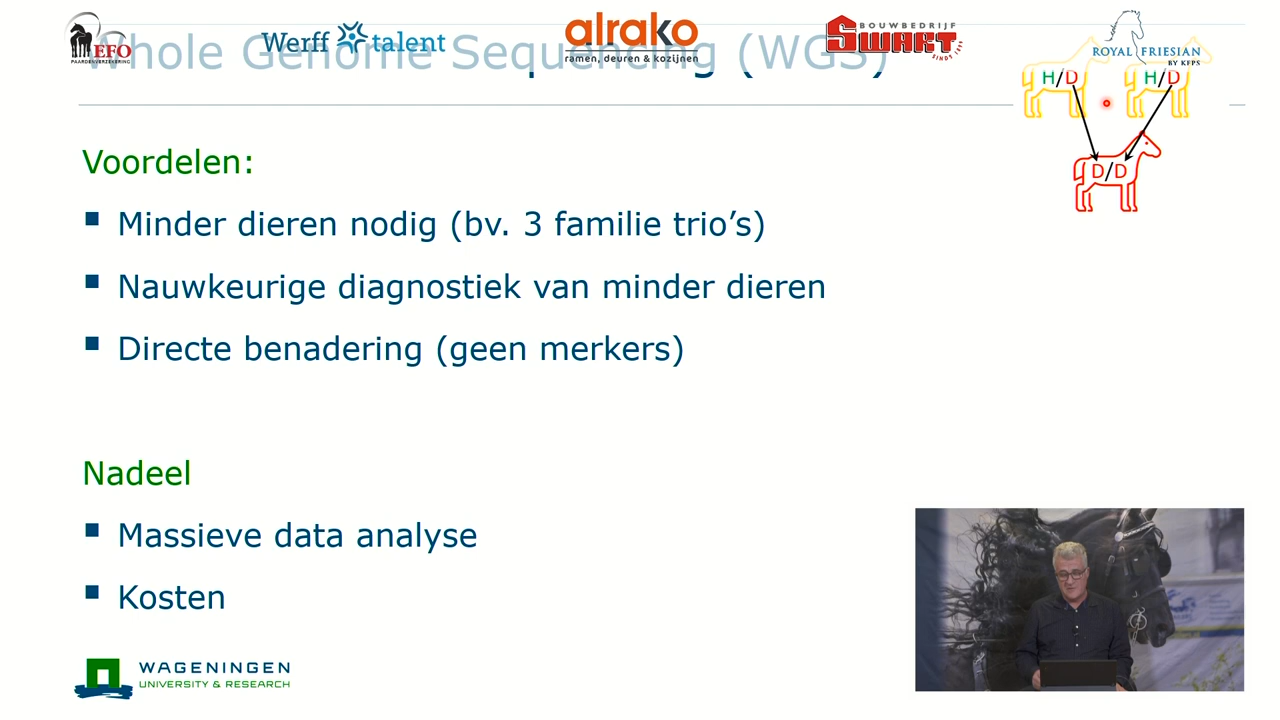 EFO
PAARDENVERZEKERING
Werff talent
alrako
ramen, deuren & kozijnen
BOUWBEDRIJF
SWART
SINDS 1949
ROYAL FRIESIAN
BY KFPS
Whole Genome Sequencing (WGS)
H/D
H/D
D/D
Voordelen:
Minder dieren nodig (bv. 3 familie trio’s)
Nauwkeurige diagnostiek van minder dieren
Directe benadering (geen merkers)
Nadeel
Massieve data analyse
Kosten
WAGENINGEN
UNIVERSITY & RESEARCH